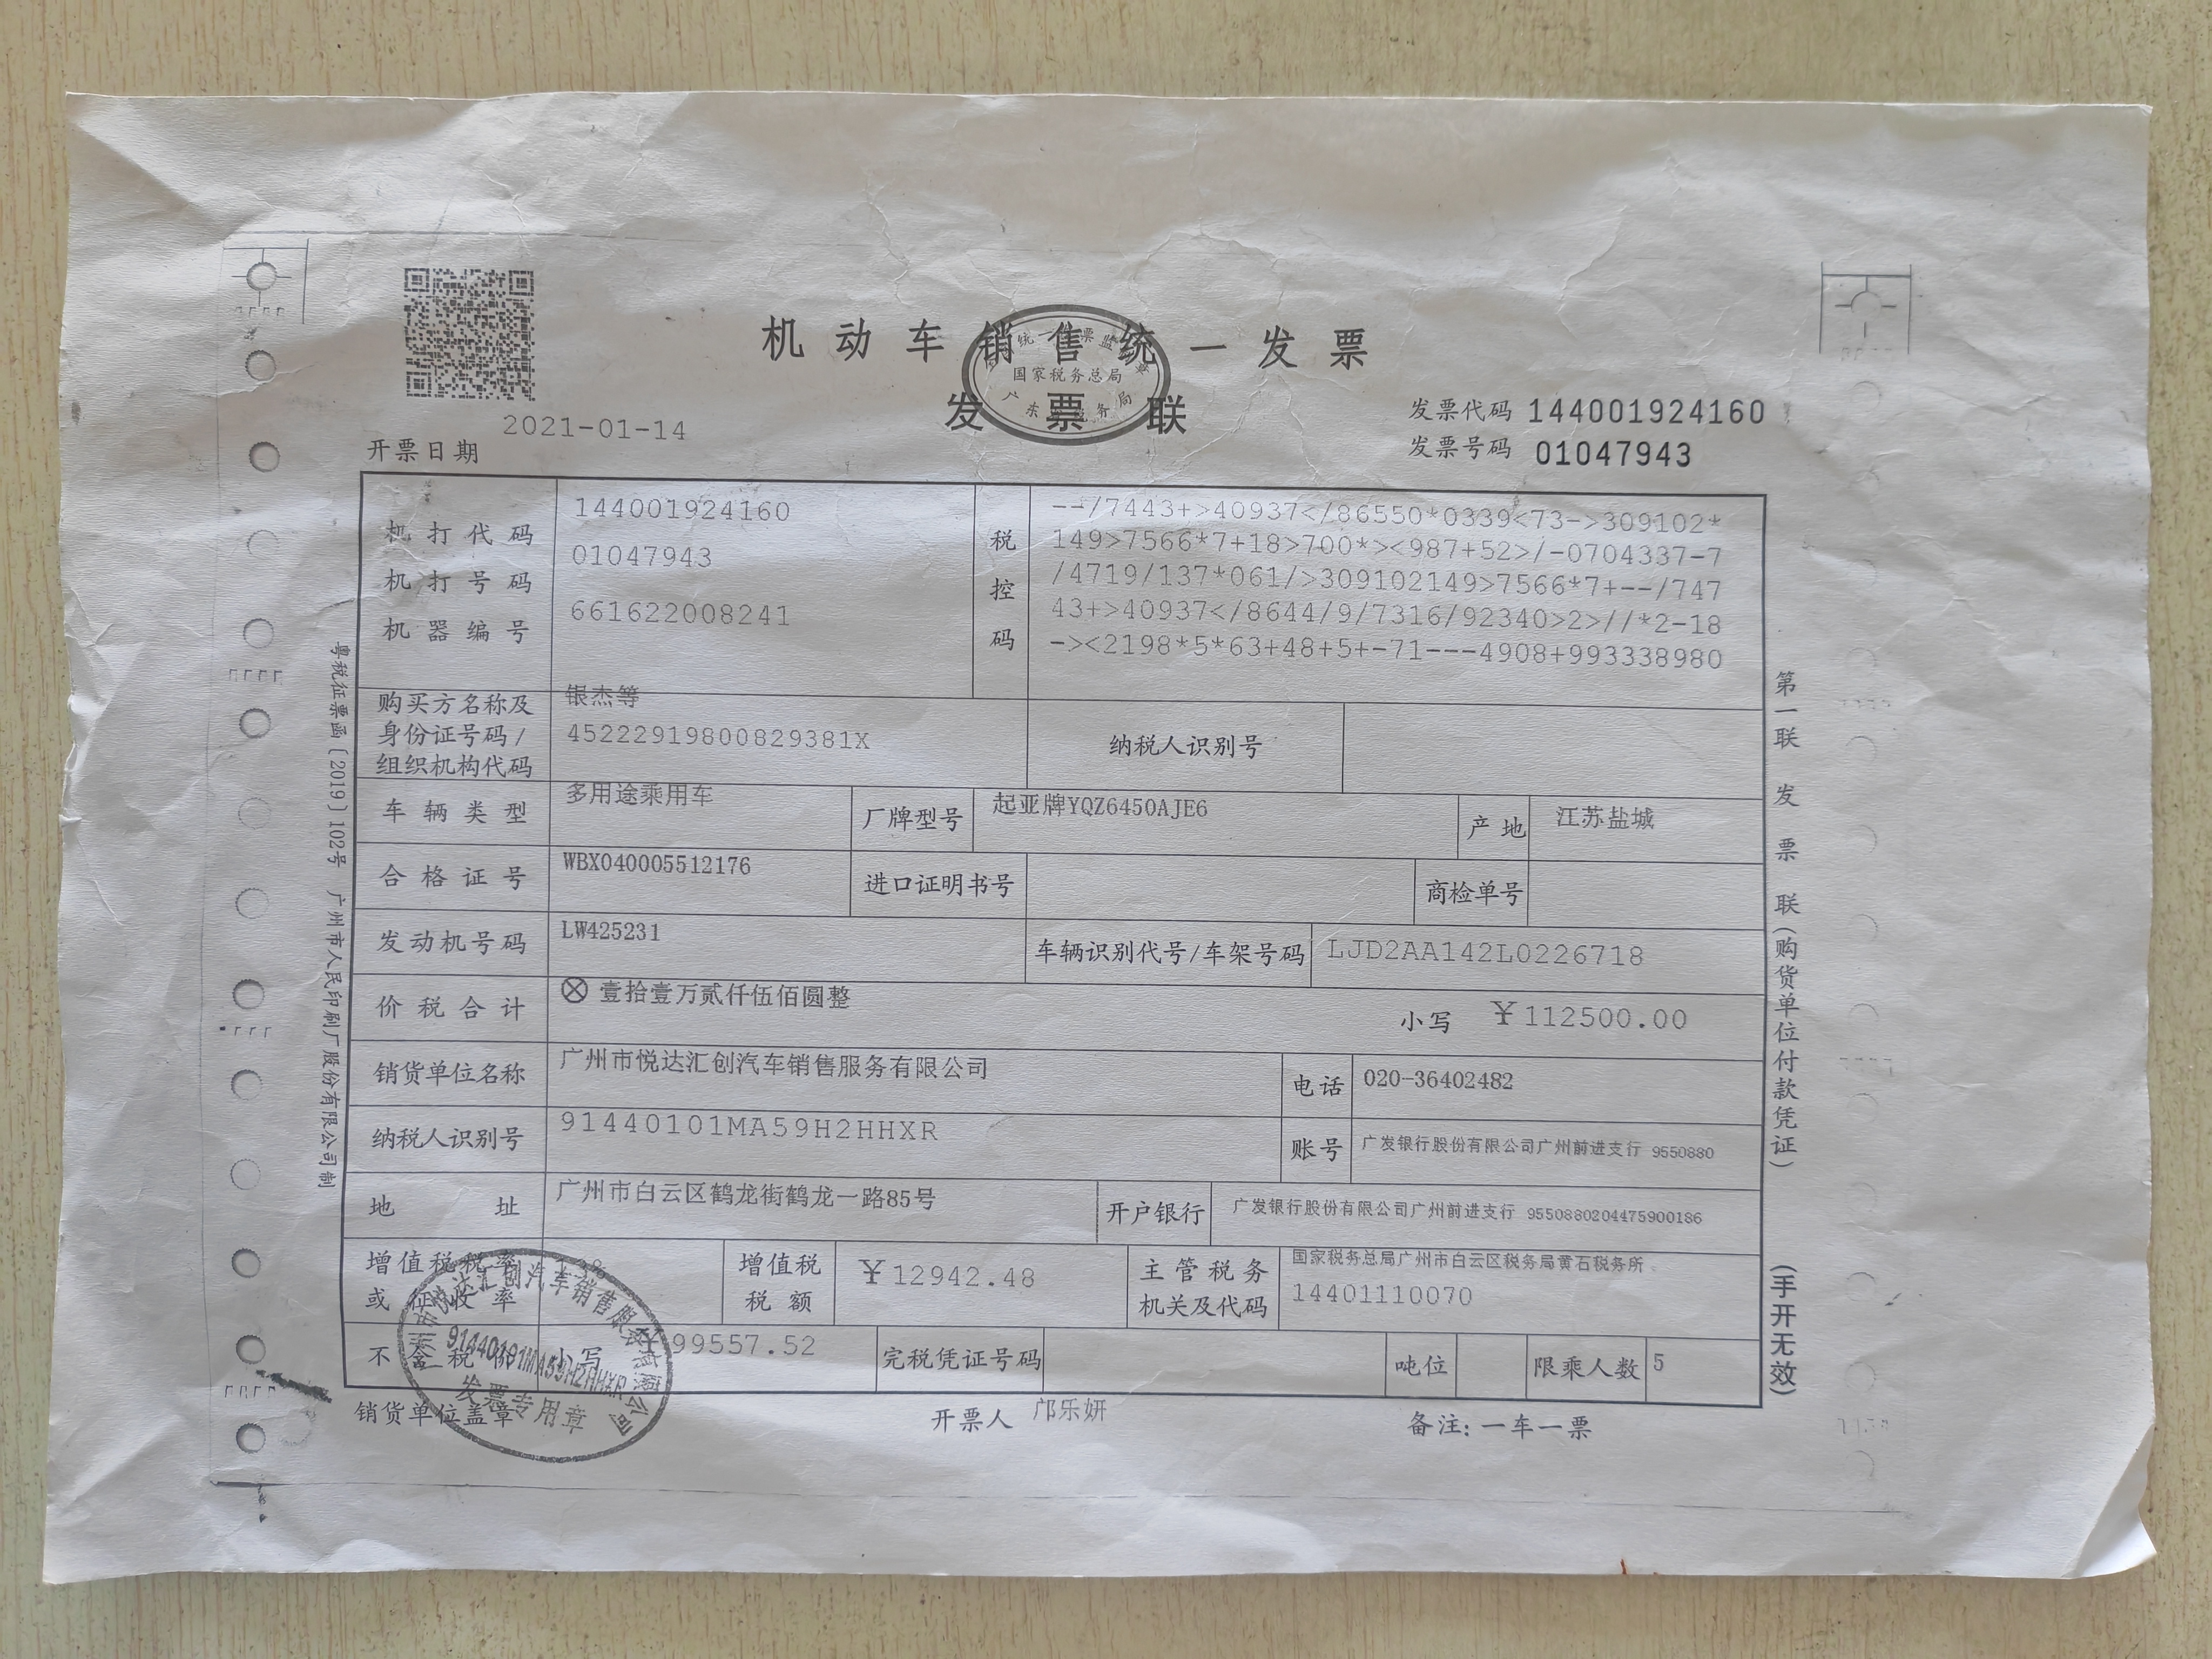 机动车销售统一发票
发票联
国家税务总局
开票日期 2021-01-14
发票代码 144001924160
发票号码 01047943
机打代码 144001924160
机打号码 01047943
机器编号 661622008241
税控码
--/7443+>40937</86550*0339<73->309102*
149>7566*7+18>700*><987+52>/-0704337-7
/4719/137*061/>309102149>7566*7+--/747
43+>40937</8644/9/7316/92340>2>//*2-18
-><2198*5*63+48+5+-71---4908+993338980
购买方名称及身份证号码/组织机构代码
银杰等
45222919800829381X
纳税人识别号
车辆类型 多用途乘用车 厂牌型号 起亚牌YQZ6450AJE6 产地 江苏盐城
合格证号 WBX040005512176 进口证明书号 商检单号
发动机号码 LW425231 车辆识别代号/车架号码 LJD2AA142L0226718
价税合计 ⊗壹拾壹万贰仟伍佰圆整 小写 ¥112500.00
销货单位名称 广州市悦达汇创汽车销售服务有限公司 电话 020-36402482
纳税人识别号 91440101MA59H2HHXR 账号 广发银行股份有限公司广州前进支行 9550880
地址 广州市白云区鹤龙街鹤龙一路85号 开户银行 广发银行股份有限公司广州前进支行 9550880204475900186
增值税税率或征收率 增值税税额 ¥12942.48 主管税务机关及代码 国家税务总局广州市白云区税务局黄石税务所
14401110070
不含税价 小写 ¥99557.52 完税凭证号码 吨位 限乘人数 5
销货单位盖章 开票人 邝乐妍 备注:一车一票
91440101MA59H2HHXR
发票专用章
粤税征票函〔2019〕102号 广州市人民印刷厂股份有限公司制
第一联 发票联(购货单位付款凭证) (手开无效)